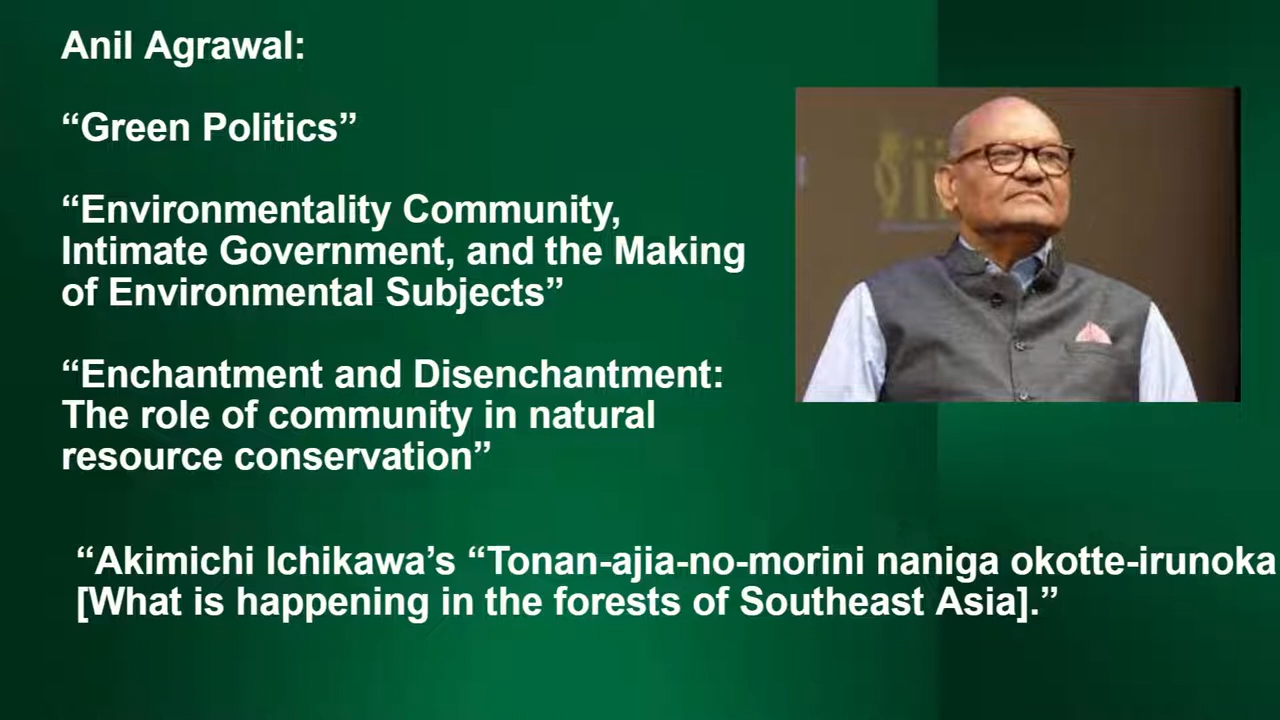 Anil Agrawal:
“Green Politics”
“Environmentality Community,
Intimate Government, and the Making
of Environmental Subjects”
“Enchantment and Disenchantment:
The role of community in natural
resource conservation”
“Akimichi Ichikawa’s “Tonan-ajia-no-morini naniga okotte-irunoka
[What is happening in the forests of Southeast Asia].”